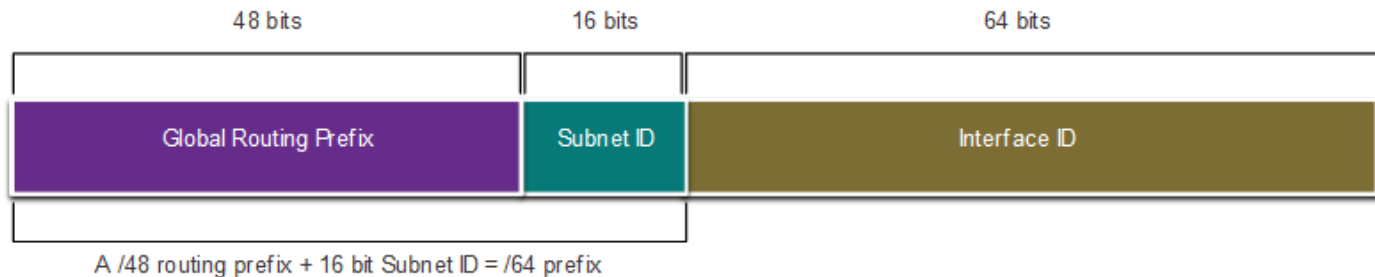 48 bits 16 bits 64 bits
Global Routing Prefix Subnet ID Interface ID
A /48 routing prefix + 16 bit Subnet ID = /64 prefix